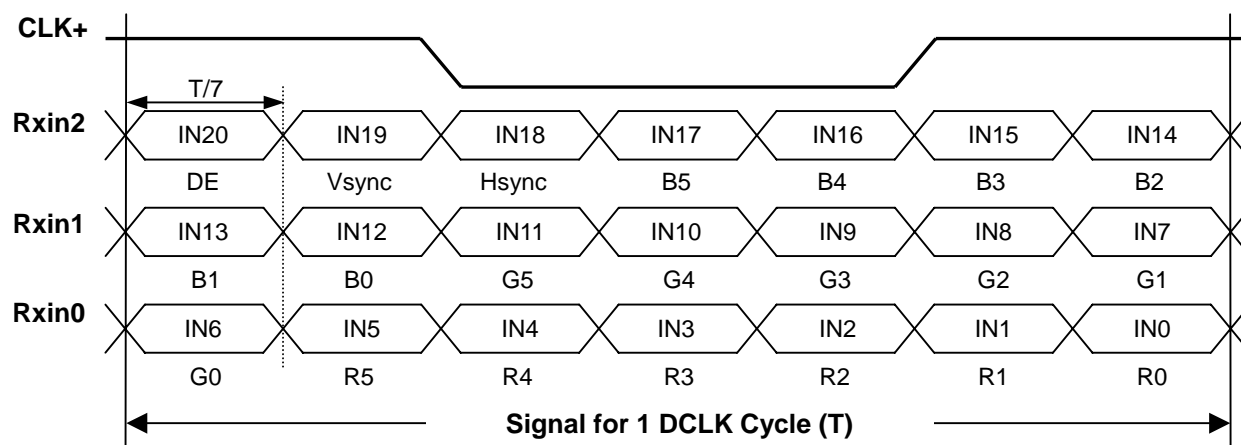 CLK+
T/7
Rxin2 IN20 IN19 IN18 IN17 IN16 IN15 IN14
DE Vsync Hsync B5 B4 B3 B2
Rxin1 IN13 IN12 IN11 IN10 IN9 IN8 IN7
B1 B0 G5 G4 G3 G2 G1
Rxin0 IN6 IN5 IN4 IN3 IN2 IN1 IN0
G0 R5 R4 R3 R2 R1 R0
Signal for 1 DCLK Cycle (T)